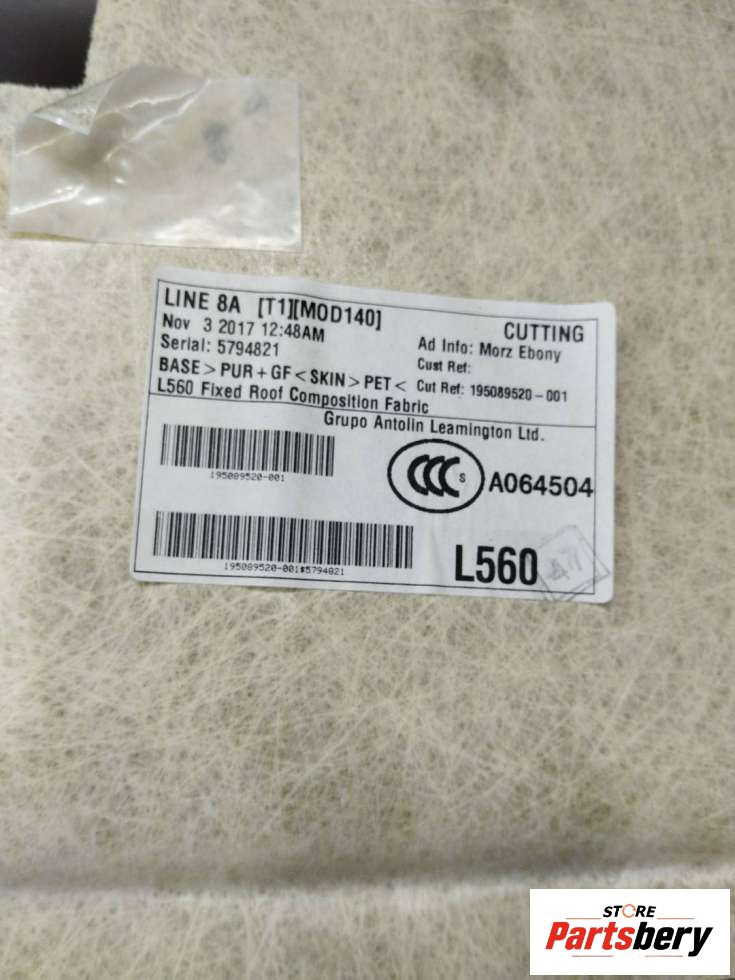 LINE 8A [T1][MOD140]
CUTTING
Nov 3 2017 12:48AM
Ad Info: Morz Ebony
Serial: 5794821
Cust Ref:
BASE>PUR+GF<SKIN>PET<
Cut Ref: 195089520-001
L560 Fixed Roof Composition Fabric
Grupo Antolin Leamington Ltd.
195089520-001
CCC S A064504
195089520-001$5794821
L560
47
STORE
Partsbery